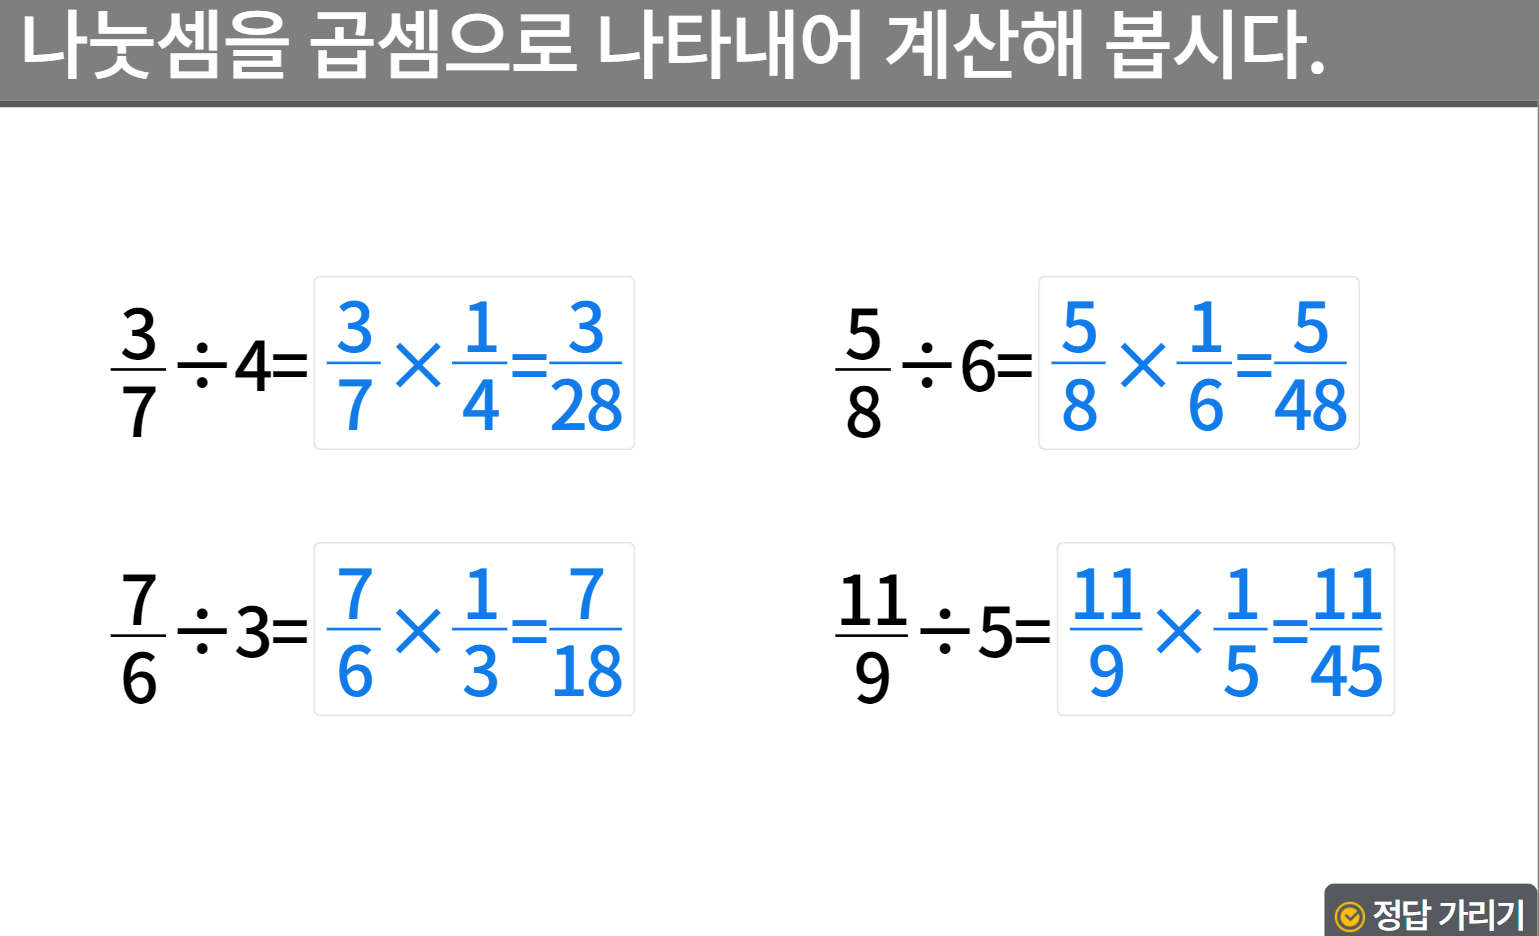 나눗셈을 곱셈으로 나타내어 계산해 봅시다.
3/7÷4= 3/7×1/4=3/28
5/8÷6= 5/8×1/6=5/48
7/6÷3= 7/6×1/3=7/18
11/9÷5= 11/9×1/5=11/45
정답 가리기